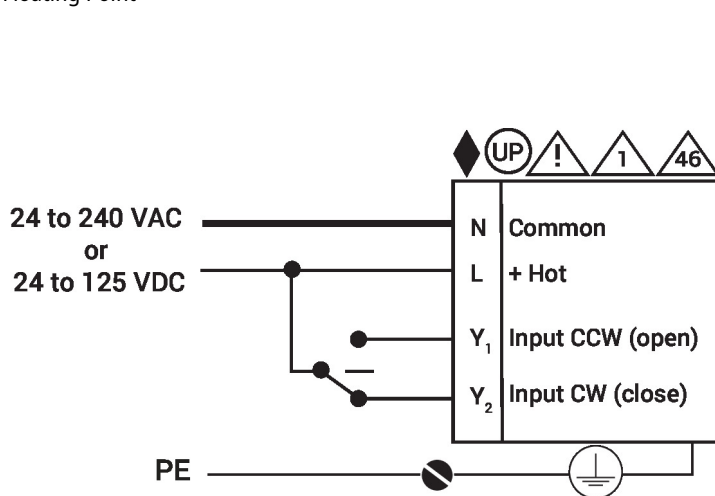 Floating Point
UP ! 1 46
24 to 240 VAC
or
24 to 125 VDC
N Common
L + Hot
Y1 Input CCW (open)
Y2 Input CW (close)
PE